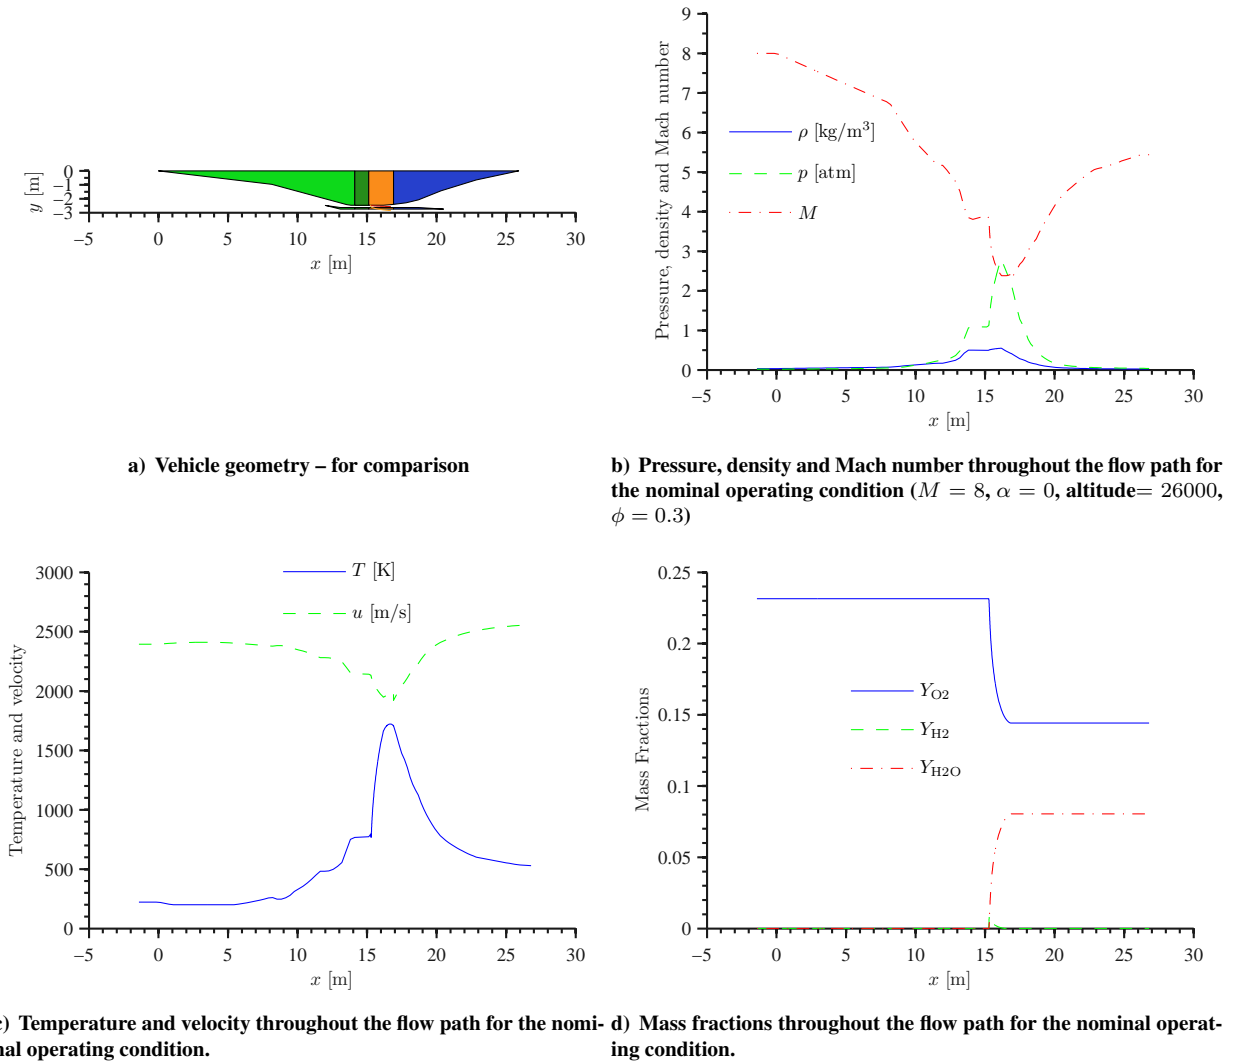 0
−1
−2
−3
y [m]
−5 0 5 10 15 20 25 30
x [m]
a) Vehicle geometry – for comparison
9
8
7
6
5
4
3
2
1
0
Pressure, density and Mach number
ρ [kg/m³]
p [atm]
M
−5 0 5 10 15 20 25 30
x [m]
b) Pressure, density and Mach number throughout the flow path for
the nominal operating condition (M = 8, α = 0, altitude= 26000,
ϕ = 0.3)
3000
2500
2000
1500
1000
500
0
Temperature and velocity
T [K]
u [m/s]
−5 0 5 10 15 20 25 30
x [m]
c) Temperature and velocity throughout the flow path for the nomi-
nal operating condition.
0.25
0.2
0.15
0.1
0.05
0
Mass Fractions
Y_O2
Y_H2
Y_H2O
−5 0 5 10 15 20 25 30
x [m]
d) Mass fractions throughout the flow path for the nominal operat-
ing condition.